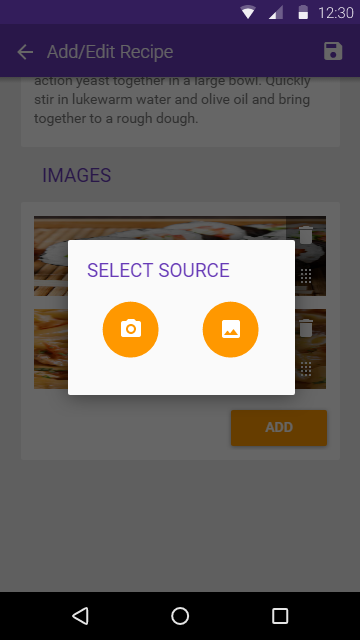 12:30
Add/Edit Recipe
action yeast together in a large bowl. Quickly
stir in lukewarm water and olive oil and bring
together to a rough dough.
IMAGES
SELECT SOURCE
ADD